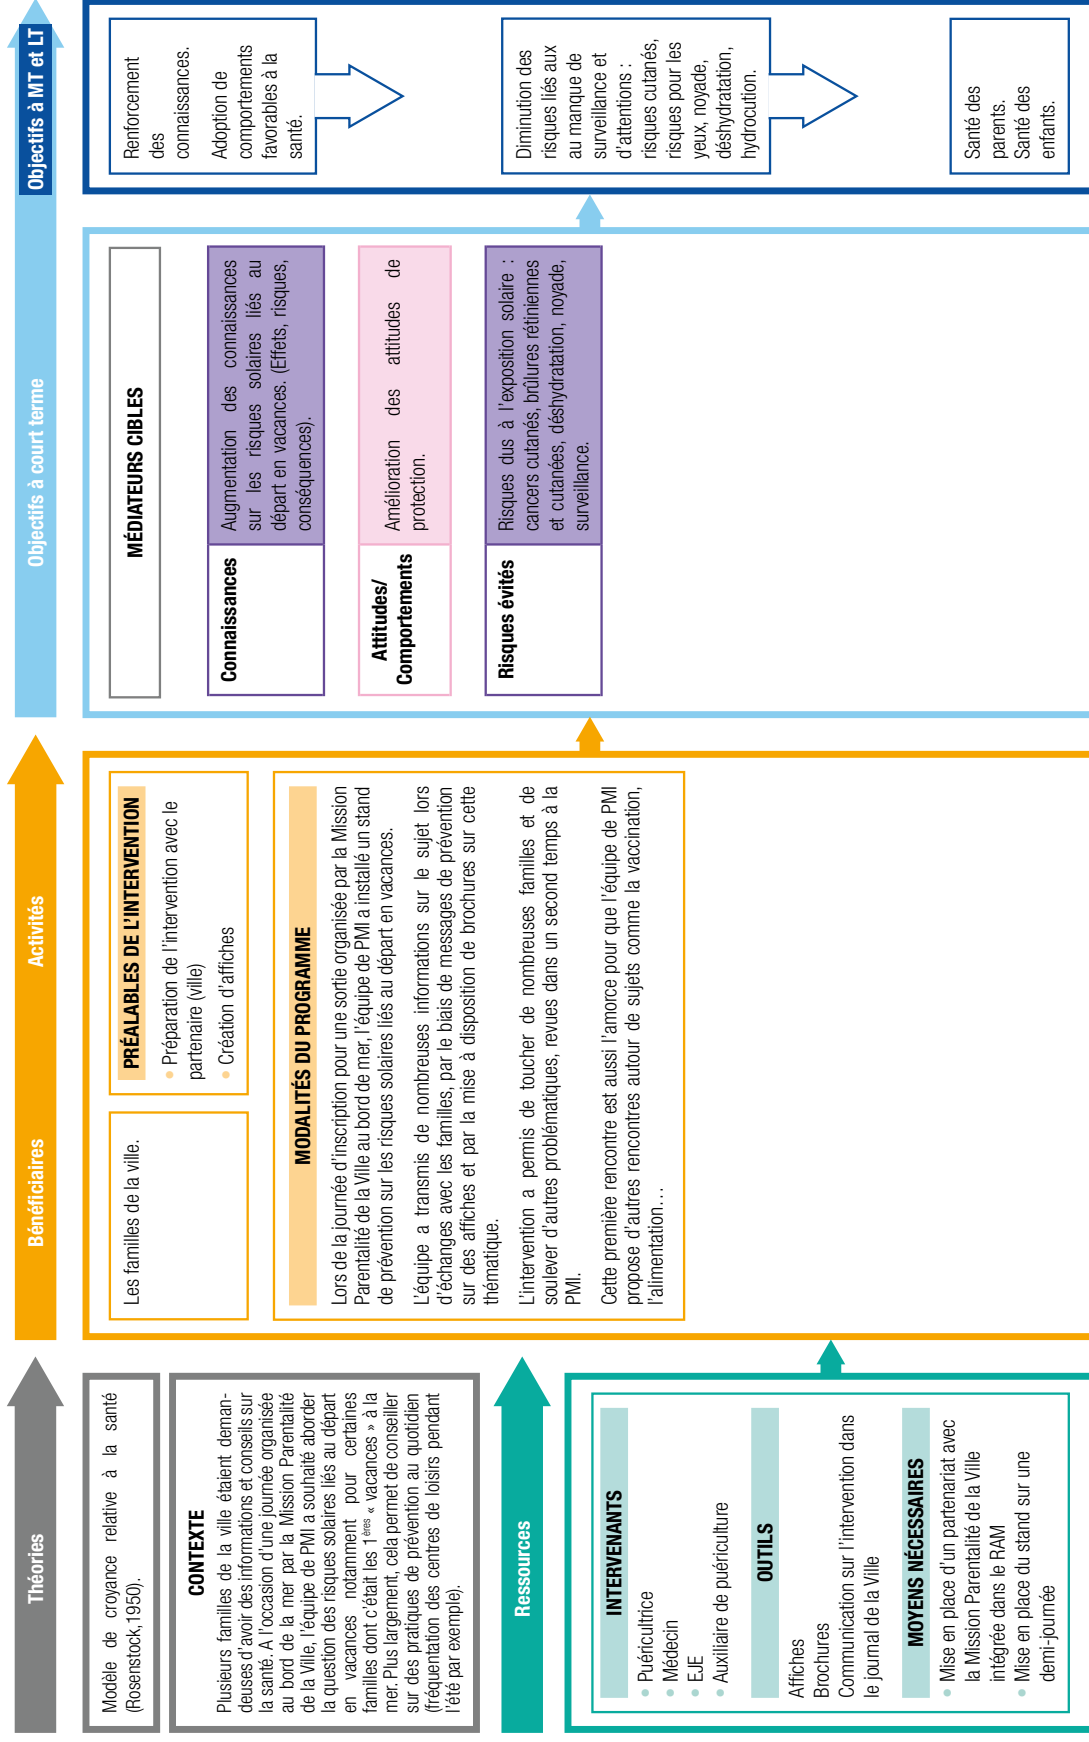 Théories
Modèle de croyance relative à la santé
(Rosenstock,1950).
CONTEXTE
Plusieurs familles de la ville étaient deman-
deuses d'avoir des informations et conseils sur
la santé. A l'occasion d'une journée organisée
au bord de la mer par la Mission Parentalité
de la Ville, l'équipe de PMI a souhaité aborder
la question des risques solaires liés au départ
en vacances notamment pour certaines
familles dont c'était les 1ères « vacances » à la
mer. Plus largement, cela permet de conseiller
sur des pratiques de prévention au quotidien
(fréquentation des centres de loisirs pendant
l'été par exemple).
Ressources
INTERVENANTS
• Puéricultrice
• Médecin
• EJE
• Auxiliaire de puériculture
OUTILS
Affiches
Brochures
Communication sur l'intervention dans
le journal de la Ville
MOYENS NÉCESSAIRES
• Mise en place d'un partenariat avec
la Mission Parentalité de la Ville
intégrée dans le RAM
• Mise en place du stand sur une
demi-journée
Bénéficiaires
Activités
Les familles de la ville.
PRÉALABLES DE L'INTERVENTION
• Préparation de l'intervention avec le
partenaire (ville)
• Création d'affiches
MODALITÉS DU PROGRAMME
Lors de la journée d'inscription pour une sortie organisée par la Mission
Parentalité de la Ville au bord de mer, l'équipe de PMI a installé un stand
de prévention sur les risques solaires liés au départ en vacances.
L'équipe a transmis de nombreuses informations sur le sujet lors
d'échanges avec les familles, par le biais de messages de prévention
sur des affiches et par la mise à disposition de brochures sur cette
thématique.
L'intervention a permis de toucher de nombreuses familles et de
soulever d'autres problématiques, revues dans un second temps à la
PMI.
Cette première rencontre est aussi l'amorce pour que l'équipe de PMI
propose d'autres rencontres autour de sujets comme la vaccination,
l'alimentation…
Objectifs à court terme
MÉDIATEURS CIBLES
Connaissances
Augmentation des connaissances
sur les risques solaires liés au
départ en vacances. (Effets, risques,
conséquences).
Attitudes/
Comportements
Amélioration des attitudes de
protection.
Risques évités
Risques dus à l'exposition solaire :
cancers cutanés, brûlures rétiniennes
et cutanées, déshydratation, noyade,
surveillance.
Objectifs à MT et LT
Renforcement
des
connaissances.
Adoption de
comportements
favorables à la
santé.
Diminution des
risques liés aux
au manque de
surveillance et
d'attentions :
risques cutanés,
risques pour les
yeux, noyade,
déshydratation,
hydrocution.
Santé des
parents.
Santé des
enfants.